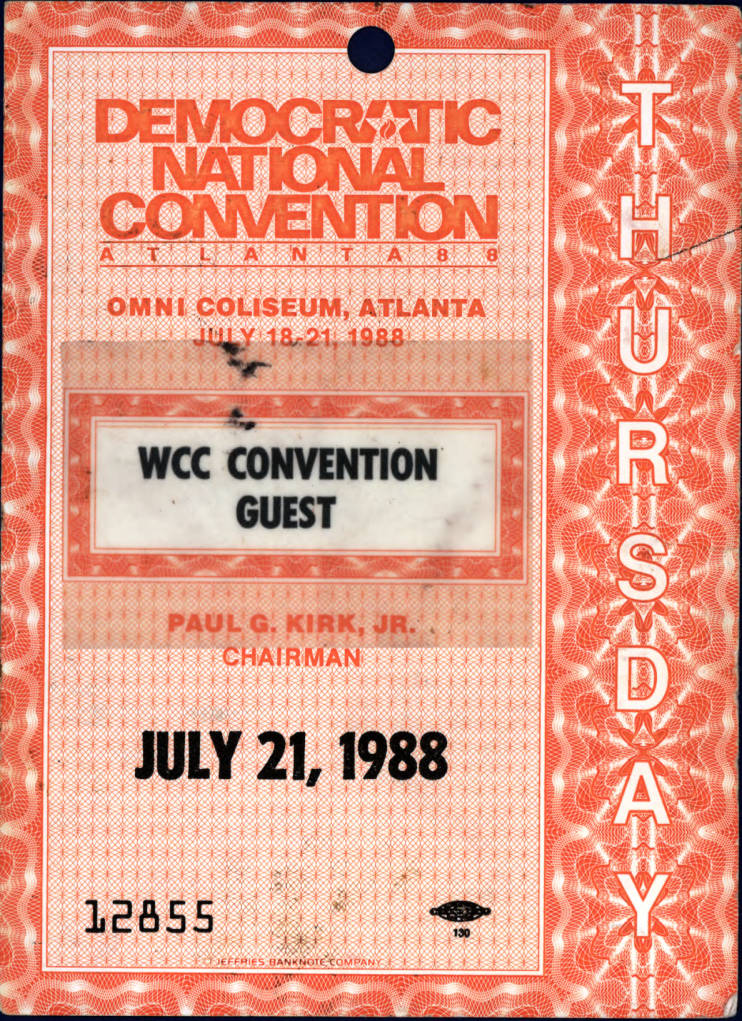 DEMOCRATIC
NATIONAL
CONVENTION
ATLANTA88
OMNI COLISEUM, ATLANTA
JULY 18-21, 1988
WCC CONVENTION
GUEST
PAUL G. KIRK, JR.
CHAIRMAN
JULY 21, 1988
12855
130
JEFFRIES BANKNOTE COMPANY
THURSDAY